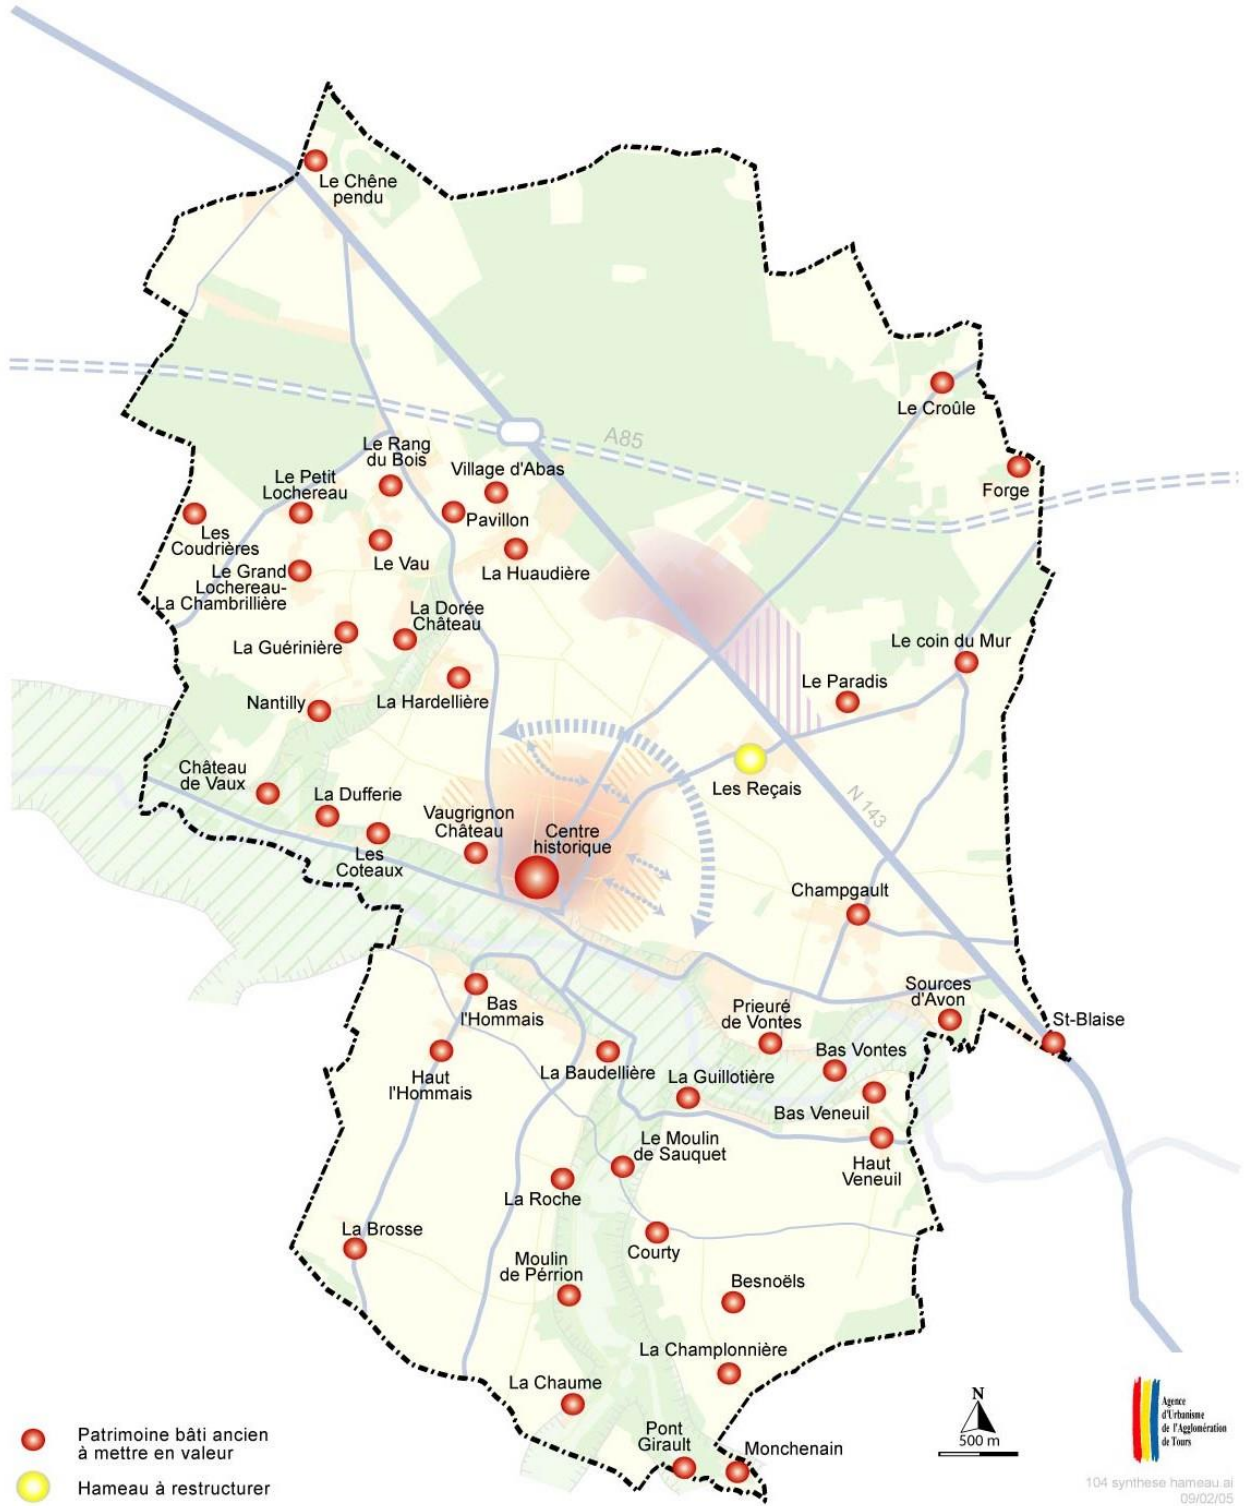 Le Chêne
pendu
Le Croûle
A85
Le Rang
du Bois
Village d'Abas
Le Petit
Lochereau
Forge
Pavillon
Les
Coudrières
Le Vau
La Huaudière
Le Grand
Lochereau-
La Chambrillière
La Dorée
Château
La Guérinière
Le coin du Mur
Le Paradis
Nantilly
La Hardellière
Château
de Vaux
La Dufferie
Les Reçais
N 143
Vaugrignon
Château
Centre
historique
Les
Coteaux
Champgault
Sources
d'Avon
Bas
l'Hommais
Prieuré
de Vontes
St-Blaise
Bas Vontes
Haut
l'Hommais
La Baudellière
La Guillotière
Bas Veneuil
Le Moulin
de Sauquet
Haut
Veneuil
La Roche
La Brosse
Courty
Moulin
de Pérrion
Besnoëls
La Champlonnière
La Chaume
Pont
Girault
Monchenain
Patrimoine bâti ancien
à mettre en valeur
Hameau à restructurer
N
500 m
Agence
d'Urbanisme
de l'Agglomération
de Tours
104 synthese hameau.ai
09/02/05